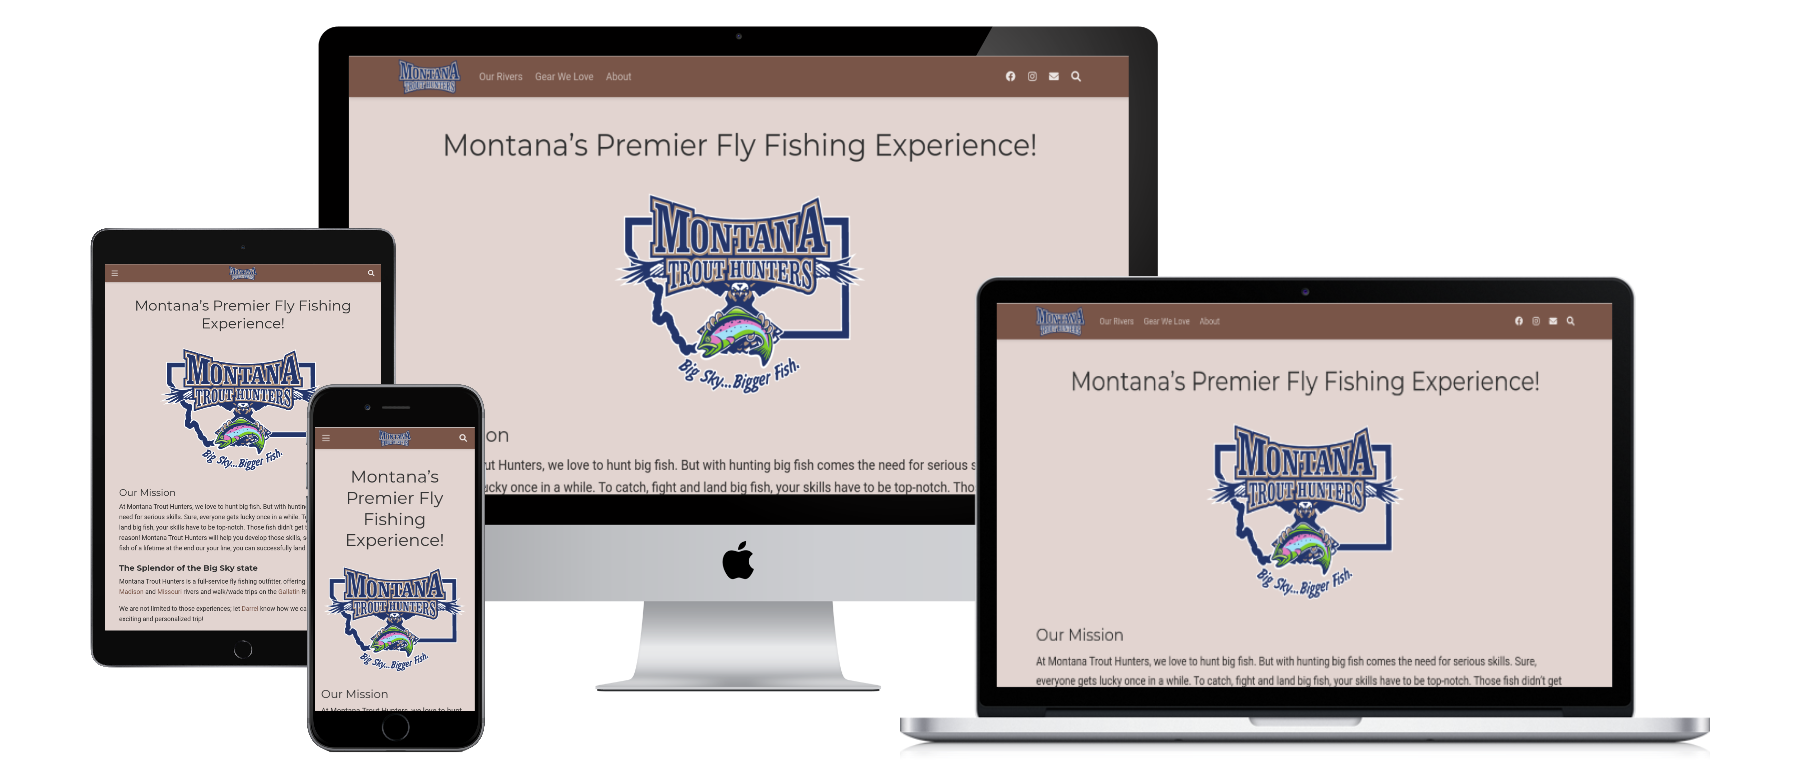 MONTANA
TROUT HUNTERS
Our Rivers Gear We Love About
Montana's Premier Fly Fishing Experience!
MONTANA
TROUT HUNTERS
Big Sky...Bigger Fish.
on
ut Hunters, we love to hunt big fish. But with hunting big fish comes the need for serious s
ucky once in a while. To catch, fight and land big fish, your skills have to be top-notch. Tho
MONTANA
TROUT HUNTERS
Montana's Premier Fly Fishing
Experience!
MONTANA
TROUT HUNTERS
Big Sky...Bigger Fish.
Our Mission
At Montana Trout Hunters, we love to hunt big fish. But with huntin
need for serious skills. Sure, everyone gets lucky once in a while. T
land big fish, your skills have to be top-notch. Those fish didn't get
reason! Montana Trout Hunters will help you develop those skills, s
fish of a lifetime at the end our your line, you can successfully land
The Splendor of the Big Sky state
Montana Trout Hunters is a full-service fly fishing outfitter, offering
Madison and Missouri rivers and walk/wade trips on the Gallatin R
We are not limited to those experiences; let Darrel know how we ca
exciting and personalized trip!
MONTANA
TROUT HUNTERS
Montana's
Premier Fly
Fishing
Experience!
MONTANA
TROUT HUNTERS
Big Sky...Bigger Fish.
Our Mission
At Montana Trout Hunters, we love to hunt
MONTANA
TROUT HUNTERS
Our Rivers Gear We Love About
Montana's Premier Fly Fishing Experience!
MONTANA
TROUT HUNTERS
Big Sky...Bigger Fish.
Our Mission
At Montana Trout Hunters, we love to hunt big fish. But with hunting big fish comes the need for serious skills. Sure,
everyone gets lucky once in a while. To catch, fight and land big fish, your skills have to be top-notch. Those fish didn't get